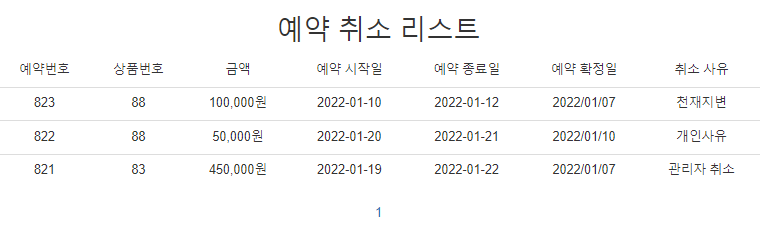 예약 취소 리스트
예약번호 상품번호 금액 예약 시작일 예약 종료일 예약 확정일 취소 사유
823 88 100,000원 2022-01-10 2022-01-12 2022/01/07 천재지변
822 88 50,000원 2022-01-20 2022-01-21 2022/01/10 개인사유
821 83 450,000원 2022-01-19 2022-01-22 2022/01/07 관리자 취소
1